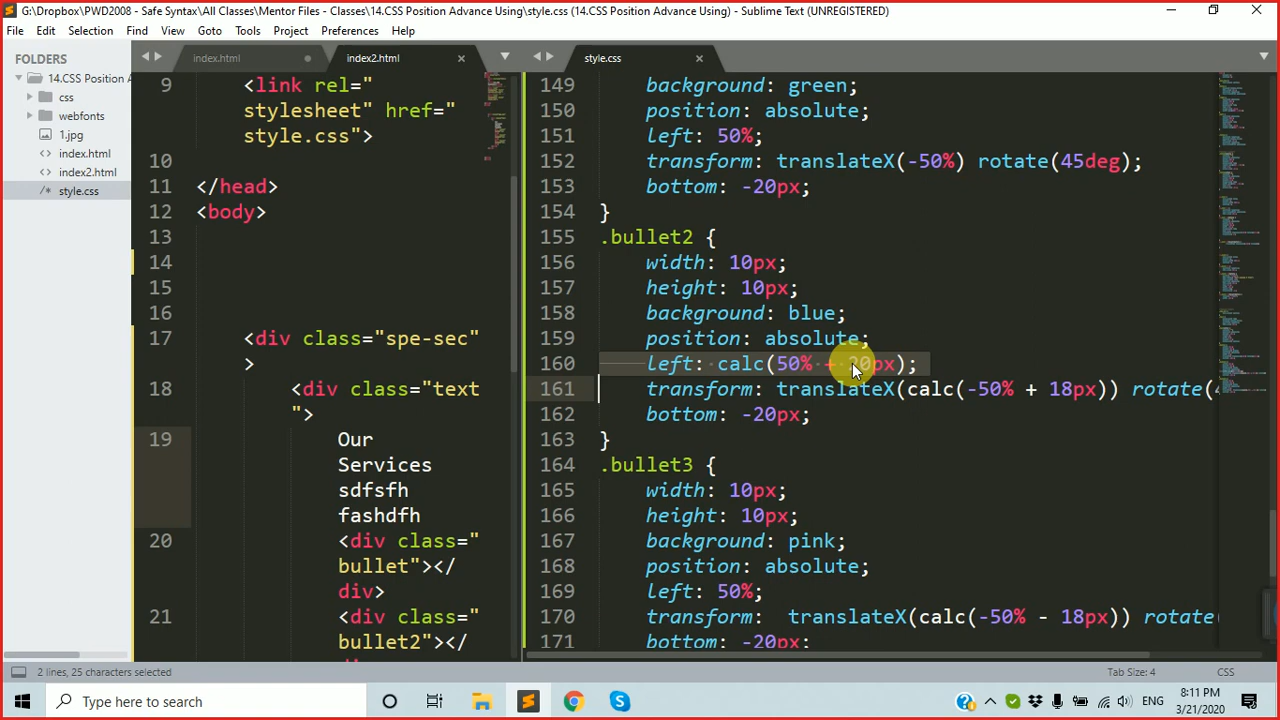 G:\Dropbox\PWD2008 - Safe Syntax\All Classes\Mentor Files - Classes\14.CSS Position Advance Using\style.css (14.CSS Position Advance Using) - Sublime Text (UNREGISTERED)
File Edit Selection Find View Goto Tools Project Preferences Help
FOLDERS
14.CSS Position A
css
webfonts
1.jpg
index.html
index2.html
style.css
index.html index2.html
9 <link rel="
stylesheet" href="
style.css">
10
11 </head>
12 <body>
13
14
15
16
17 <div class="spe-sec"
>
18 <div class="text
">
19 Our
Services
sdfsfh
fashdfh
20 <div class="
bullet"></
div>
21 <div class="
bullet2"></
style.css
149 background: green;
150 position: absolute;
151 left: 50%;
152 transform: translateX(-50%) rotate(45deg);
153 bottom: -20px;
154 }
155 .bullet2 {
156 width: 10px;
157 height: 10px;
158 background: blue;
159 position: absolute;
160 left: calc(50% + 20px);
161 transform: translateX(calc(-50% + 18px)) rotate(4
162 bottom: -20px;
163 }
164 .bullet3 {
165 width: 10px;
166 height: 10px;
167 background: pink;
168 position: absolute;
169 left: 50%;
170 transform: translateX(calc(-50% - 18px)) rotate(
171 bottom: -20px;
2 lines, 25 characters selected Tab Size: 4 CSS
Type here to search
ENG
8:11 PM
3/21/2020